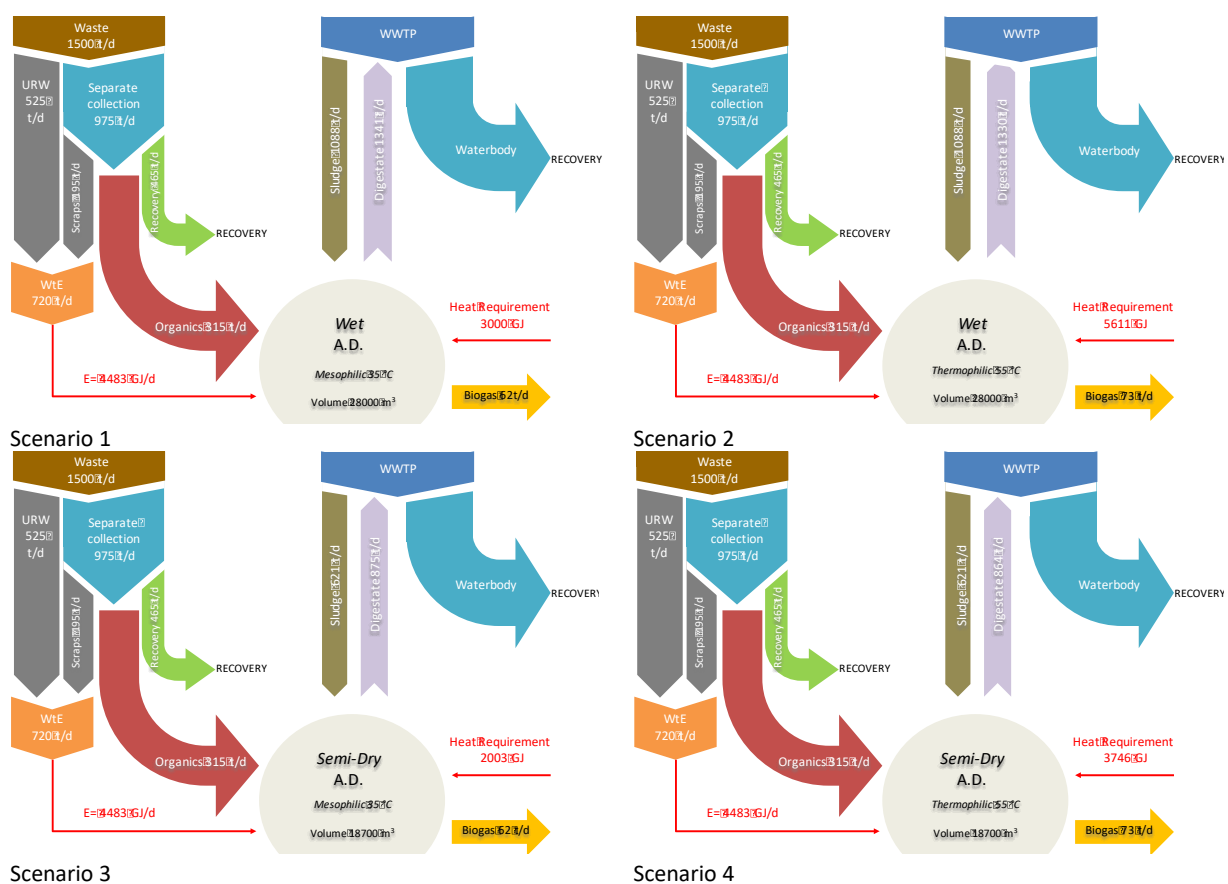 Waste
1500 t/d
URW
525
t/d
Separate
collection
975 t/d
Scraps 195 t/d
Recovery 465 t/d
RECOVERY
WtE
720 t/d
Organics 315 t/d
E= 4483 GJ/d
WWTP
Sludge 1088 t/d
Digestate 1341 t/d
Waterbody
RECOVERY
Wet
A.D.
Mesophilic 35 °C
Volume 28000 m³
Heat Requirement
3000 GJ
Biogas 62 t/d
Scenario 1
Waste
1500 t/d
URW
525
t/d
Separate
collection
975 t/d
Scraps 195 t/d
Recovery 465 t/d
RECOVERY
WtE
720 t/d
Organics 315 t/d
E= 4483 GJ/d
WWTP
Sludge 1088 t/d
Digestate 1330 t/d
Waterbody
RECOVERY
Wet
A.D.
Thermophilic 55 °C
Volume 28000 m³
Heat Requirement
5611 GJ
Biogas 73 t/d
Scenario 2
Waste
1500 t/d
URW
525
t/d
Separate
collection
975 t/d
Scraps 195 t/d
Recovery 465 t/d
RECOVERY
WtE
720 t/d
Organics 315 t/d
E= 4483 GJ/d
WWTP
Sludge 621 t/d
Digestate 875 t/d
Waterbody
RECOVERY
Semi-Dry
A.D.
Mesophilic 35 °C
Volume 18700 m³
Heat Requirement
2003 GJ
Biogas 62 t/d
Scenario 3
Waste
1500 t/d
URW
525
t/d
Separate
collection
975 t/d
Scraps 195 t/d
Recovery 465 t/d
RECOVERY
WtE
720 t/d
Organics 315 t/d
E= 4483 GJ/d
WWTP
Sludge 621 t/d
Digestate 864 t/d
Waterbody
RECOVERY
Semi-Dry
A.D.
Thermophilic 55 °C
Volume 18700 m³
Heat Requirement
3746 GJ
Biogas 73 t/d
Scenario 4